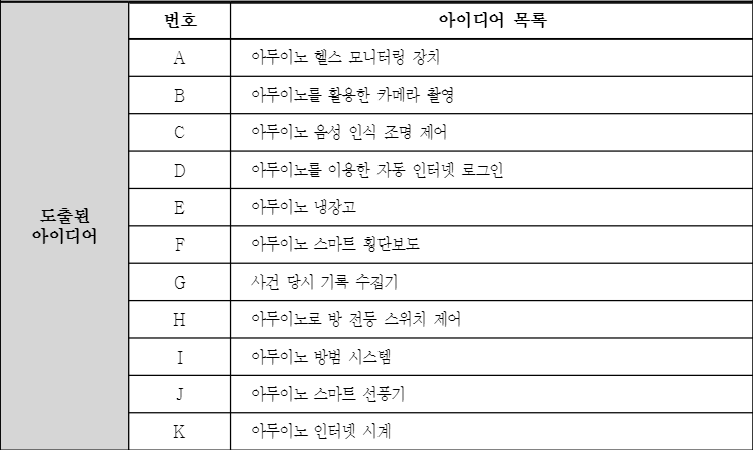 번호 아이디어 목록
도출된
아이디어
A 아두이노 헬스 모니터링 장치
B 아두이노를 활용한 카메라 촬영
C 아두이노 음성 인식 조명 제어
D 아두이노를 이용한 자동 인터넷 로그인
E 아두이노 냉장고
F 아두이노 스마트 횡단보도
G 사건 당시 기록 수집기
H 아두이노로 방 전등 스위치 제어
I 아두이노 방범 시스템
J 아두이노 스마트 선풍기
K 아두이노 인터넷 시계